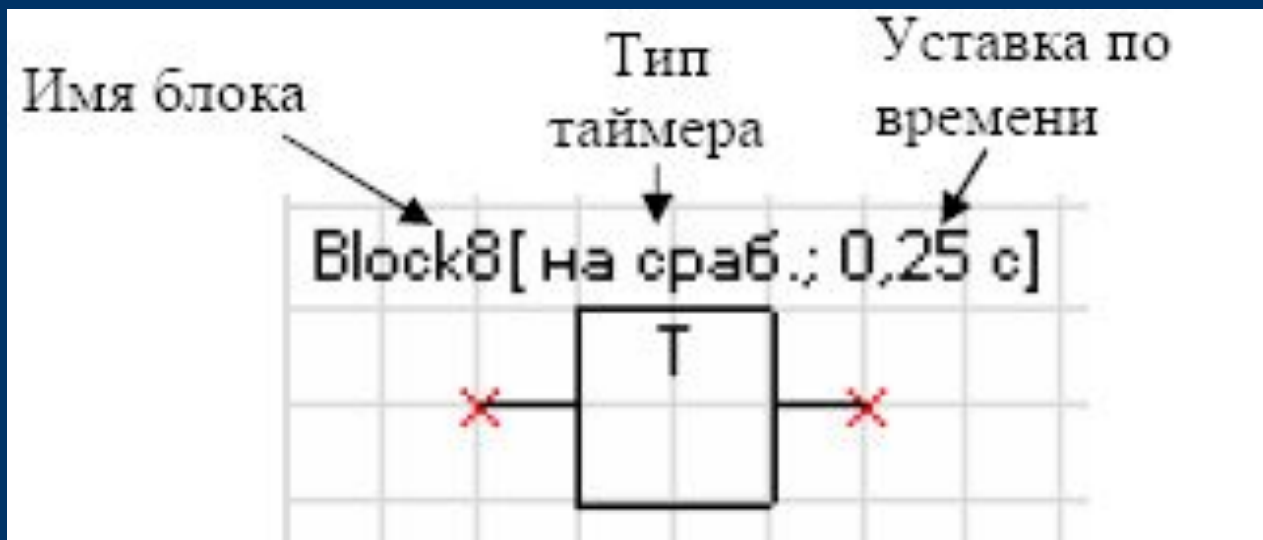 Имя блока
Тип
таймера
Уставка по
времени
Block8[ на сраб.; 0,25 с]
T